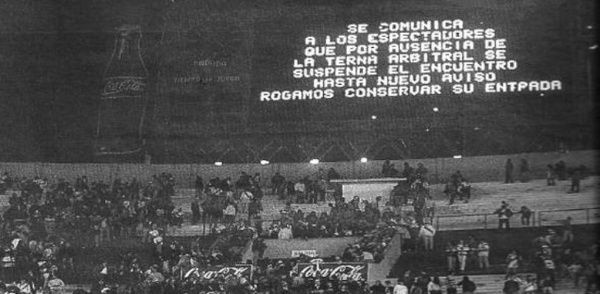 SE COMUNICA
A LOS ESPECTADORES
QUE POR AUSENCIA DE
LA TERNA ARBITRAL SE
SUSPENDE EL ENCUENTRO
HASTA NUEVO AVISO
ROGAMOS CONSERVAR SU ENTPADA
Coca-Cola
Coca-Cola
Coca-Cola